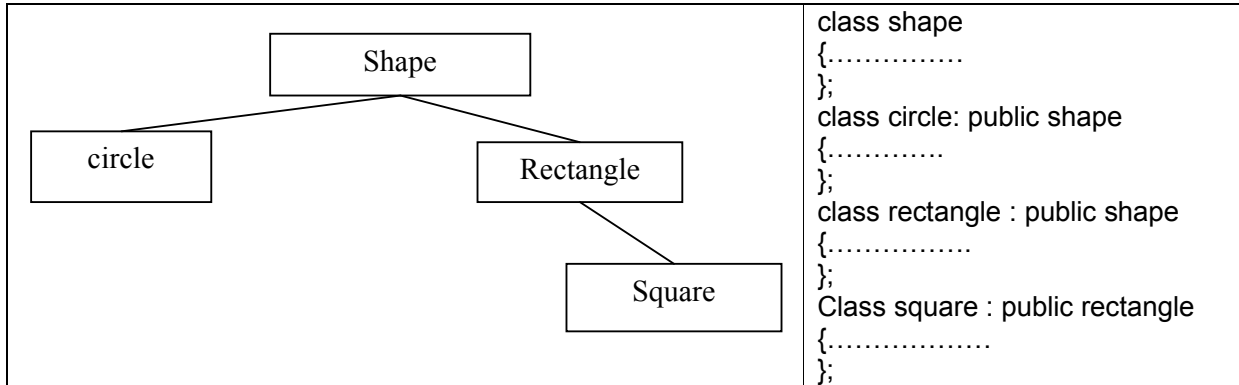 Shape
circle
Rectangle
Square
class shape
{……………
};
class circle: public shape
{………….
};
class rectangle : public shape
{…………….
};
Class square : public rectangle
{………………
};